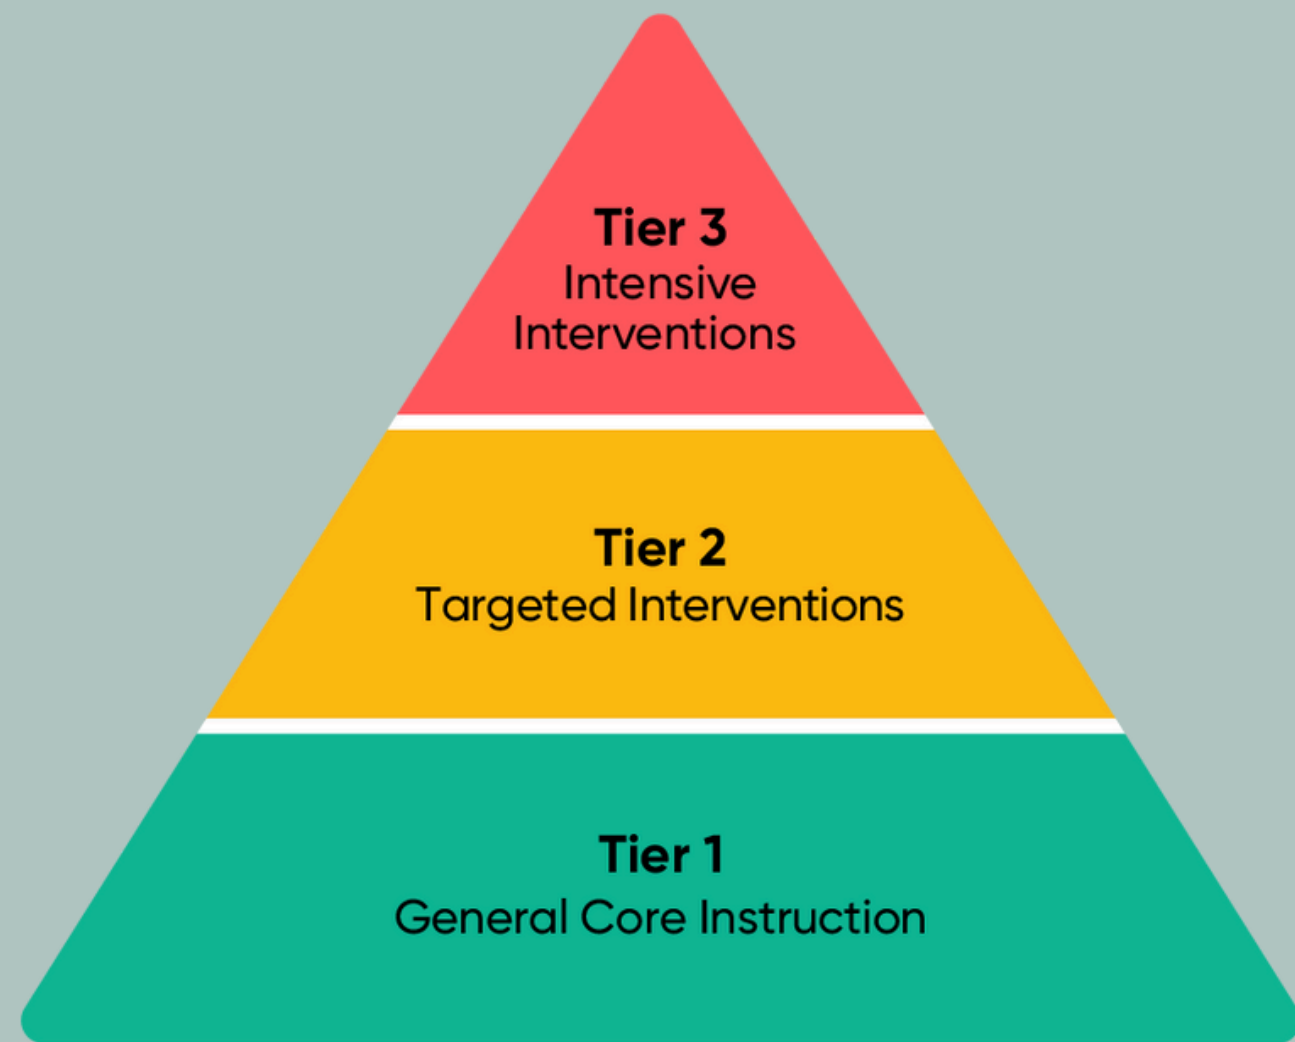 Tier 3
Intensive
Interventions
Tier 2
Targeted Interventions
Tier 1
General Core Instruction